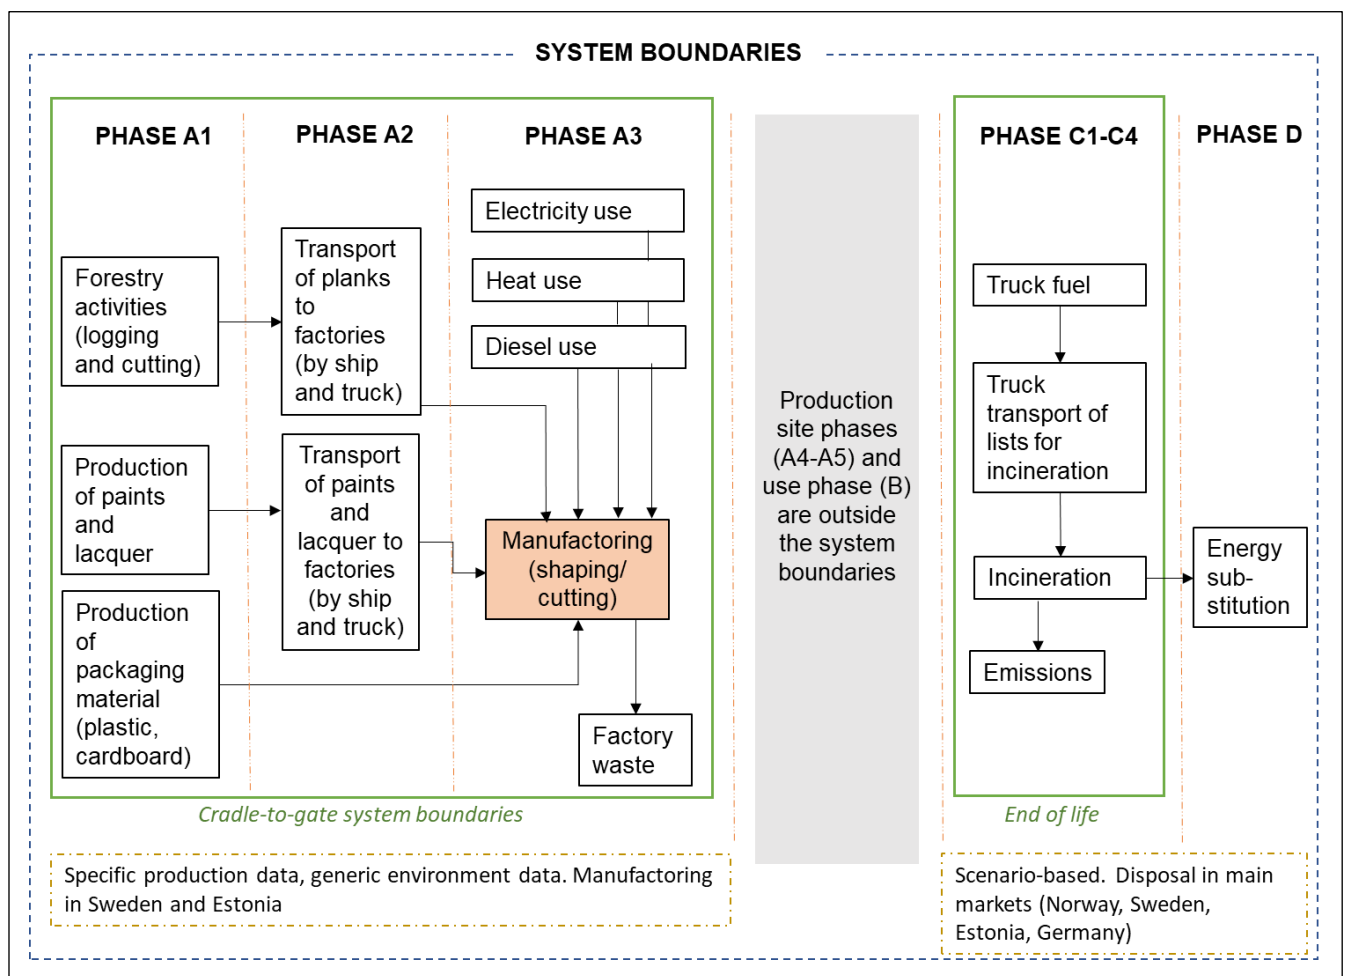 SYSTEM BOUNDARIES
PHASE A1
PHASE A2
PHASE A3
PHASE C1-C4
PHASE D
Forestry
activities
(logging
and cutting)
Production
of paints
and
lacquer
Production
of
packaging
material
(plastic,
cardboard)
Transport
of planks
to
factories
(by ship
and truck)
Transport
of paints
and
lacquer to
factories
(by ship
and truck)
Electricity use
Heat use
Diesel use
Manufactoring
(shaping/
cutting)
Factory
waste
Production
site phases
(A4-A5) and
use phase (B)
are outside
the system
boundaries
Truck fuel
Truck
transport of
lists for
incineration
Incineration
Emissions
Energy
sub-
stitution
Cradle-to-gate system boundaries
End of life
Specific production data, generic environment data. Manufactoring
in Sweden and Estonia
Scenario-based. Disposal in main
markets (Norway, Sweden,
Estonia, Germany)